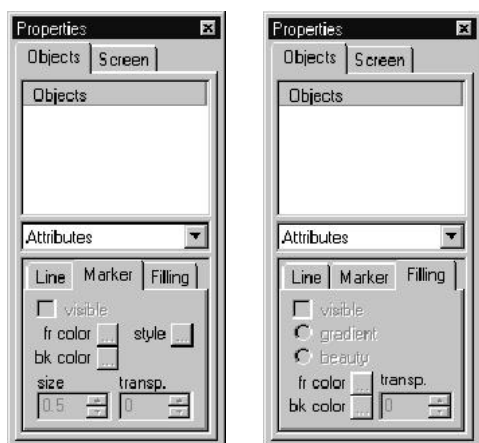 Properties
Objects Screen
Objects
Attributes
Line Marker Filling
visible
fr color ... style ...
bk color ...
size transp.
0.5 0
Properties
Objects Screen
Objects
Attributes
Line Marker Filling
visible
gradient
beauty
fr color ... transp.
bk color ... 0